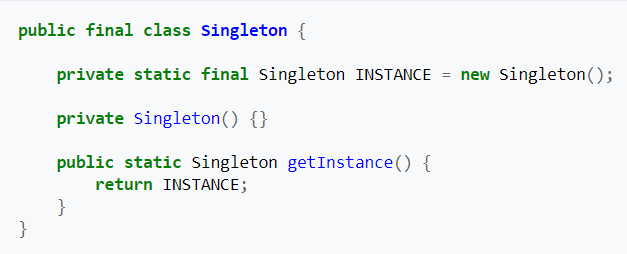 public final class Singleton {
    private static final Singleton INSTANCE = new Singleton();
    private Singleton() {}
    public static Singleton getInstance() {
        return INSTANCE;
    }
}